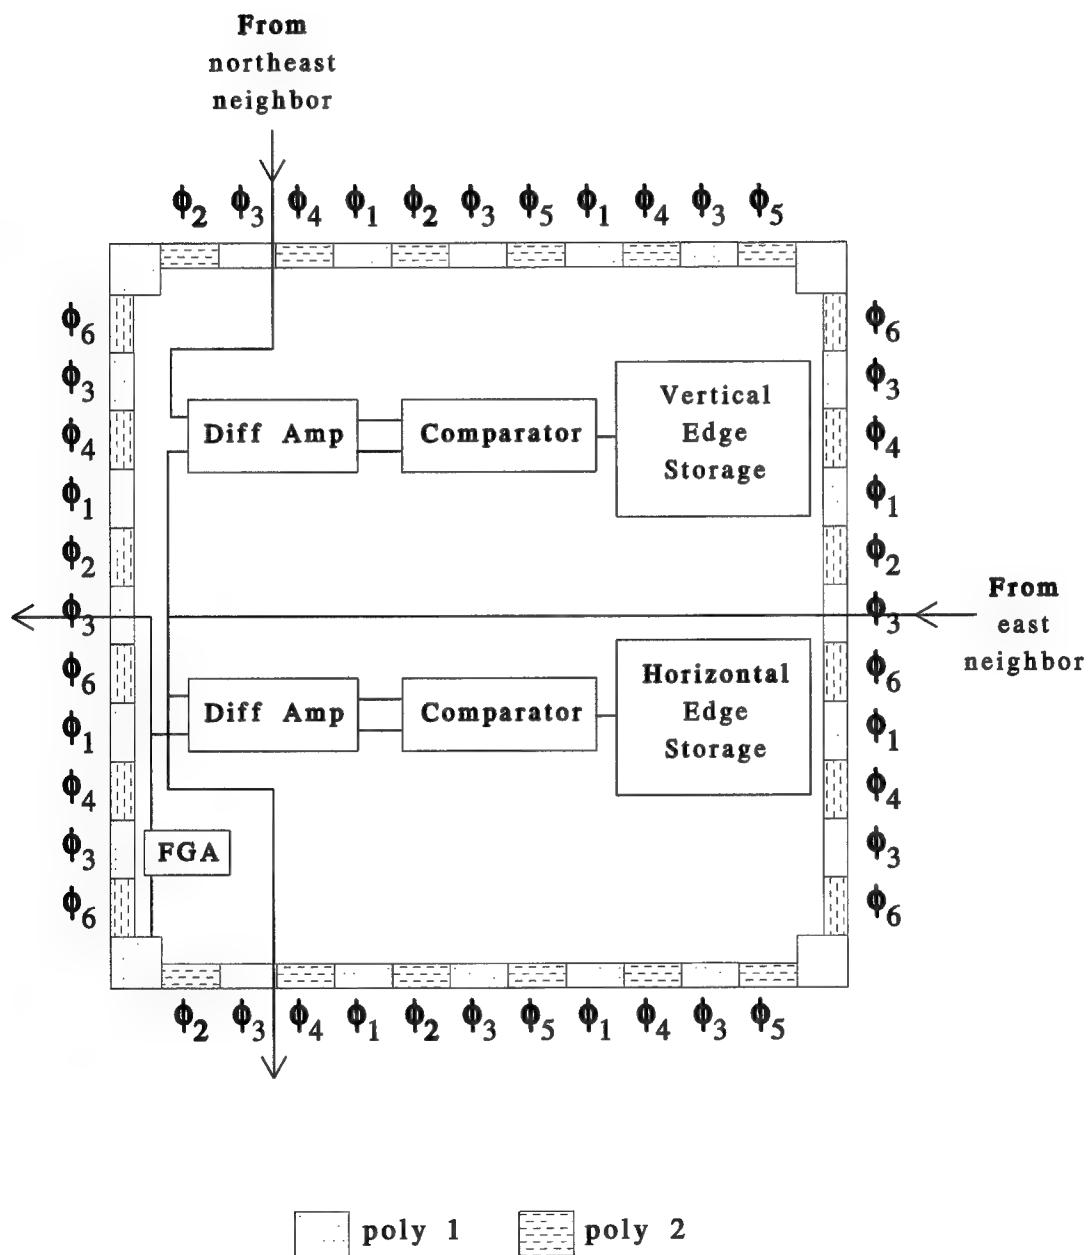 From
northeast
neighbor
ϕ2 ϕ3 ϕ4 ϕ1 ϕ2 ϕ3 ϕ5 ϕ1 ϕ4 ϕ3 ϕ5
ϕ6 ϕ6
ϕ3 ϕ3
Vertical
Diff Amp Comparator Edge
ϕ4 ϕ4
Storage
ϕ1 ϕ1
ϕ2 ϕ2
From
ϕ3 ϕ3 east
neighbor
ϕ6 Horizontal ϕ6
Diff Amp Comparator Edge
ϕ1 ϕ1
Storage
ϕ4 ϕ4
FGA
ϕ3 ϕ3
ϕ6 ϕ6
ϕ2 ϕ3 ϕ4 ϕ1 ϕ2 ϕ3 ϕ5 ϕ1 ϕ4 ϕ3 ϕ5
poly 1 poly 2